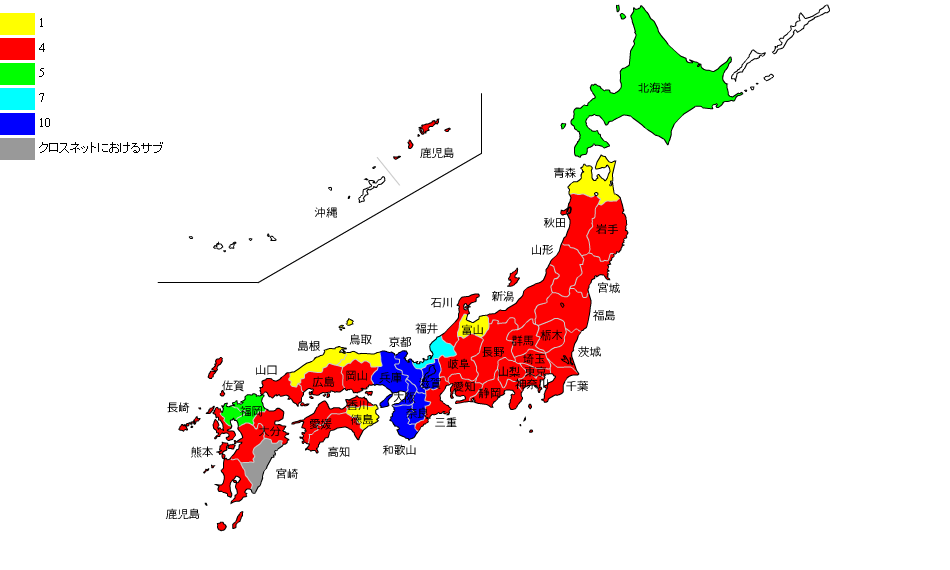 1
4
5
7
10
クロスネットにおけるサブ
北海道
青森
秋田
岩手
山形
宮城
新潟
福島
石川
福井
富山
栃木
群馬
茨城
埼玉
長野
山梨
東京
神奈川
千葉
岐阜
愛知
静岡
三重
滋賀
京都
兵庫
大阪
奈良
和歌山
鳥取
島根
岡山
広島
山口
香川
徳島
愛媛
高知
佐賀
福岡
長崎
大分
熊本
宮崎
鹿児島
鹿児島
沖縄